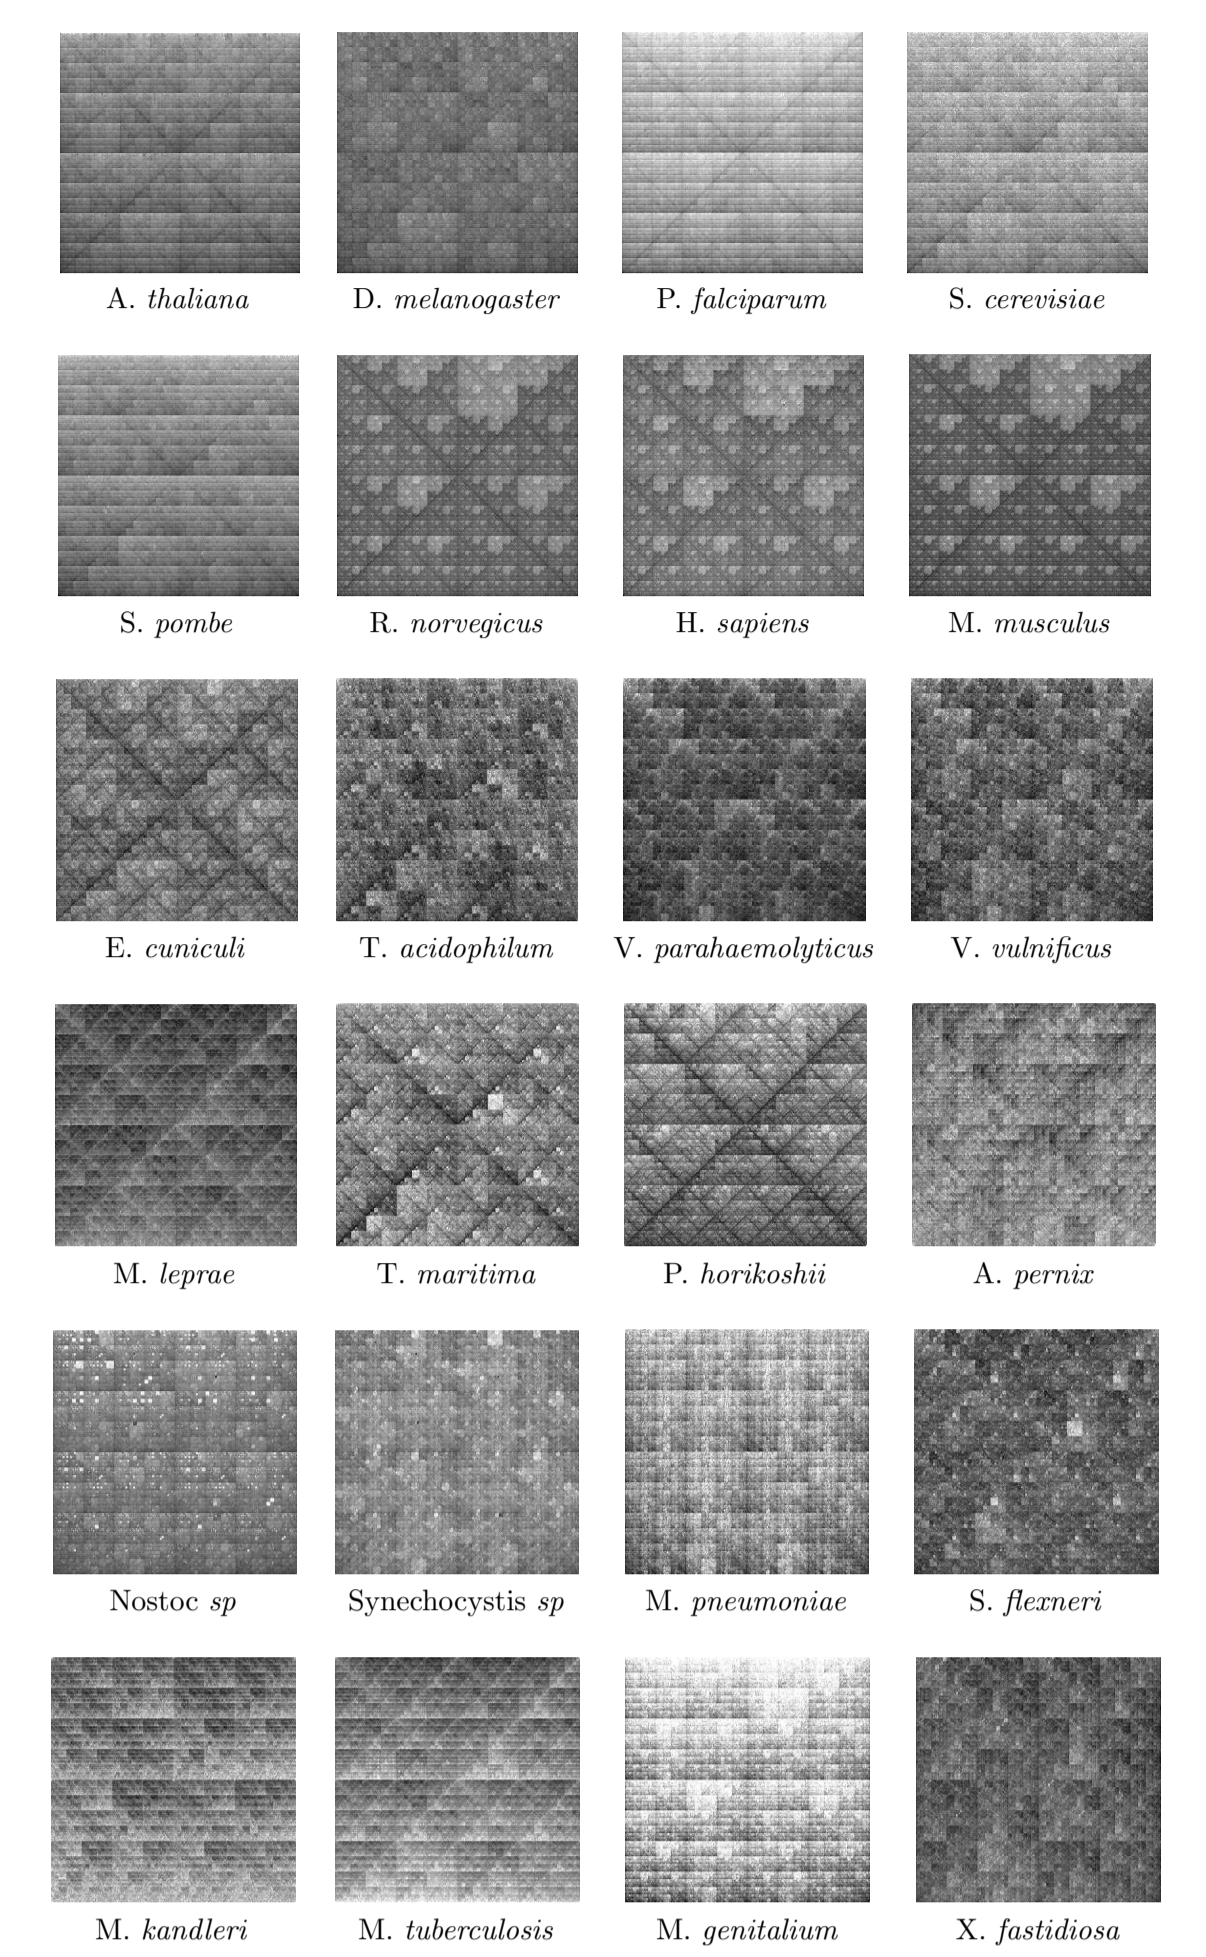 A. thaliana D. melanogaster P. falciparum S. cerevisiae
S. pombe R. norvegicus H. sapiens M. musculus
E. cuniculi T. acidophilum V. parahaemolyticus V. vulnificus
M. leprae T. maritima P. horikoshii A. pernix
Nostoc sp Synechocystis sp M. pneumoniae S. flexneri
M. kandleri M. tuberculosis M. genitalium X. fastidiosa